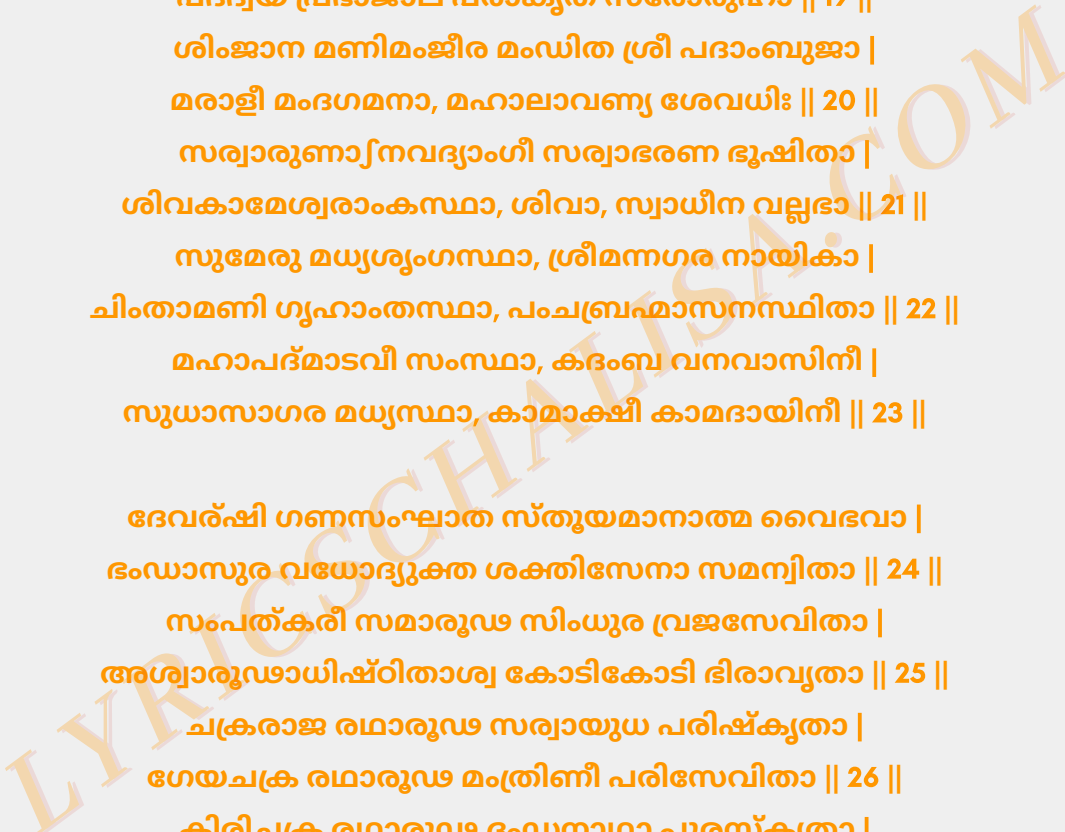 ശിംജാന മണിമംജീര മംഡിത ശ്രീ പദാംബുജാ |
മരാളീ മംദഗമനാ, മഹാലാവണ്യ ശേവധിഃ || 20 ||
സര്വാരുണാഽനവദ്യാംഗീ സര്വാഭരണ ഭൂഷിതാ |
ശിവകാമേശ്വരാംകസ്ഥാ, ശിവാ, സ്വാധീന വല്ലഭാ || 21 ||
സുമേരു മധ്യശൃംഗസ്ഥാ, ശ്രീമന്നഗര നായികാ |
ചിംതാമണി ഗൃഹാംതസ്ഥാ, പംചബ്രഹ്മാസനസ്ഥിതാ || 22 ||
മഹാപദ്മാടവീ സംസ്ഥാ, കദംബ വനവാസിനീ |
സുധാസാഗര മധ്യസ്ഥാ, കാമാക്ഷീ കാമദായിനീ || 23 ||
ദേവര്ഷി ഗണസംഘാത സ്തൂയമാനാത്മ വൈഭവാ |
ഭംഡാസുര വധോദ്യുക്ത ശക്തിസേനാ സമന്വിതാ || 24 ||
സംപത്കരീ സമാരൂഢ സിംധുര വ്രജസേവിതാ |
അശ്വാരൂഢാധിഷ്ഠിതാശ്വ കോടികോടി ഭിരാവൃതാ || 25 ||
ചക്രരാജ രഥാരൂഢ സര്വായുധ പരിഷ്കൃതാ |
ഗേയചക്ര രഥാരൂഢ മംത്രിണീ പരിസേവിതാ || 26 ||
LYRICSCHALISA.COM